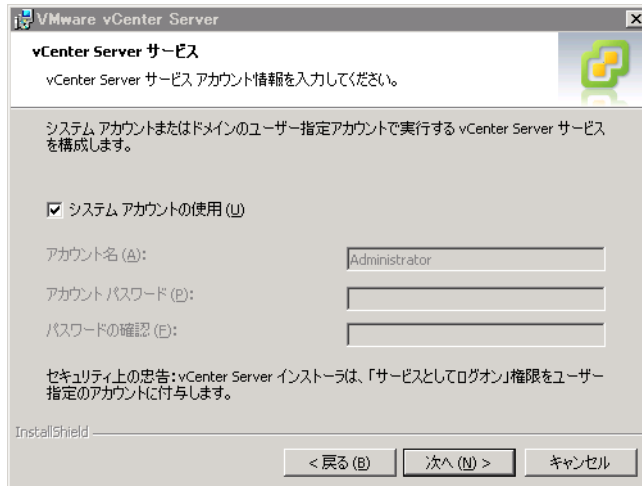 VMware vCenter Server
vCenter Server サービス
vCenter Server サービス アカウント情報を入力してください。
システム アカウントまたはドメインのユーザー指定アカウントで実行する vCenter Server サービス
を構成します。
システム アカウントの使用(U)
アカウント名(A):
Administrator
アカウント パスワード(P):
パスワードの確認(F):
セキュリティ上の忠告:vCenter Server インストーラは、「サービスとしてログオン」権限をユーザー
指定のアカウントに付与します。
InstallShield
< 戻る(B)
次へ(N) >
キャンセル